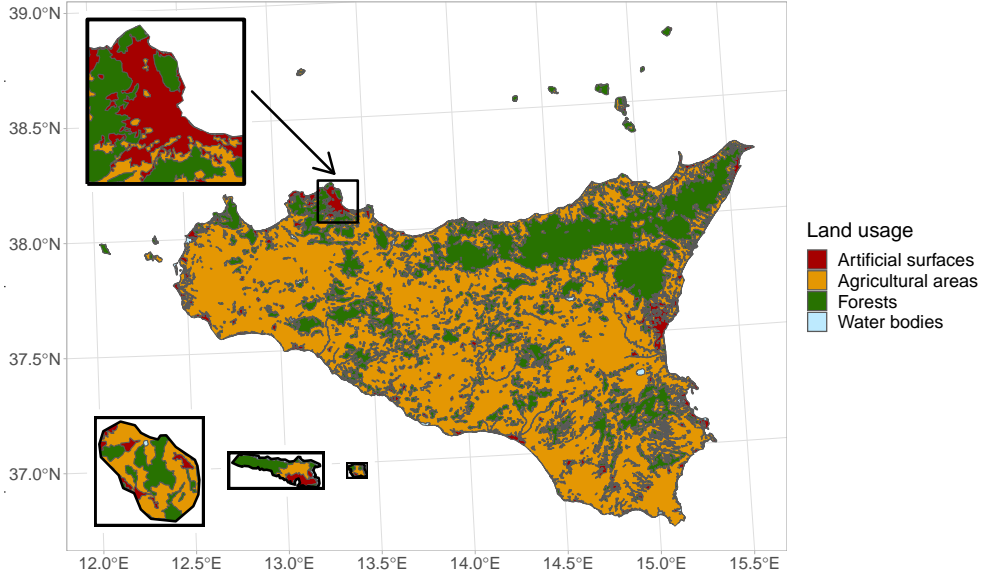 39.0°N
38.5°N
38.0°N
37.5°N
37.0°N
12.0°E 12.5°E 13.0°E 13.5°E 14.0°E 14.5°E 15.0°E 15.5°E
Land usage
Artificial surfaces
Agricultural areas
Forests
Water bodies